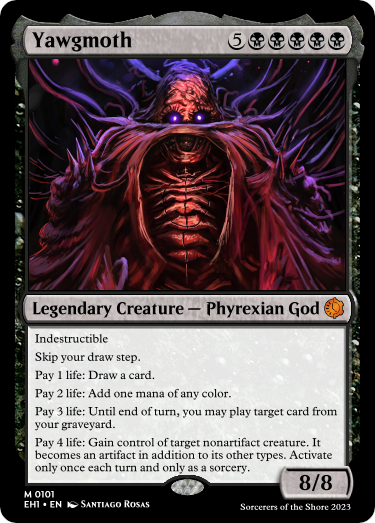 Yawgmoth 5
Legendary Creature — Phyrexian God
Indestructible
Skip your draw step.
Pay 1 life: Draw a card.
Pay 2 life: Add one mana of any color.
Pay 3 life: Until end of turn, you may play target card from
your graveyard.
Pay 4 life: Gain control of target nonartifact creature. It
becomes an artifact in addition to its other types. Activate
only once each turn and only as a sorcery.
8/8
M 0101
EH1 • EN Santiago Rosas
Sorcerers of the Shore 2023